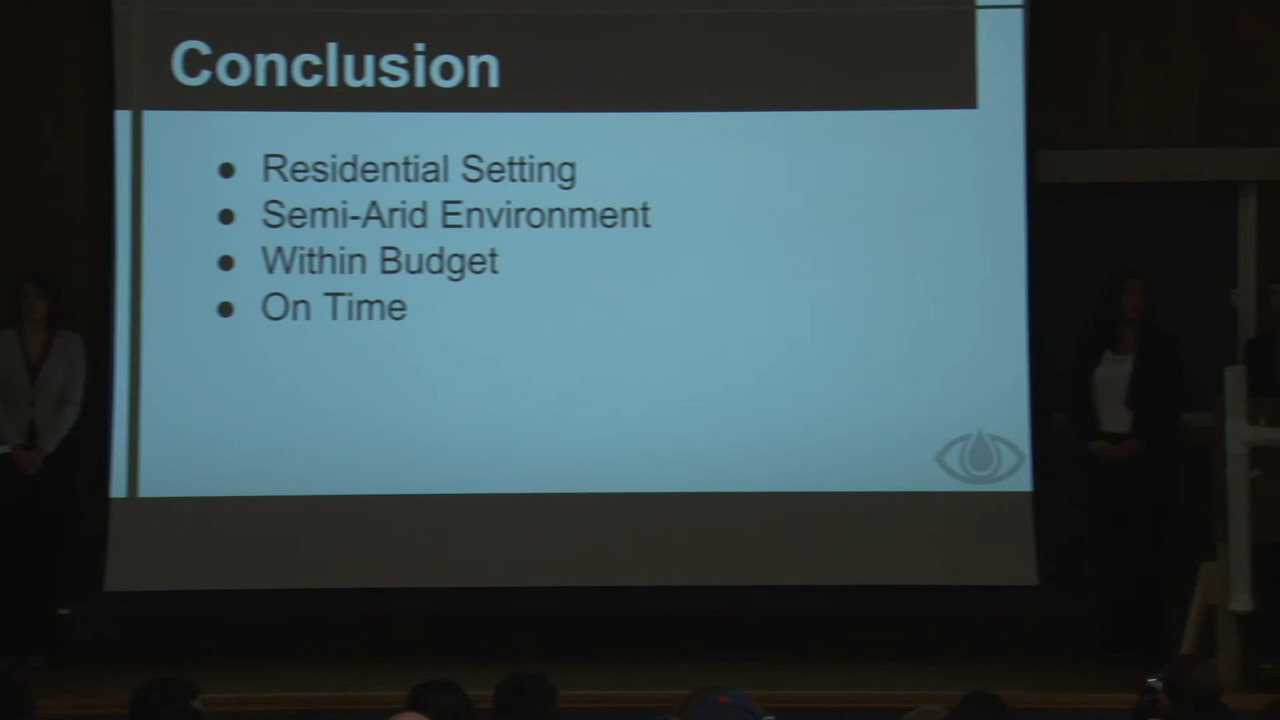 Conclusion
● Residential Setting
● Semi-Arid Environment
● Within Budget
● On Time